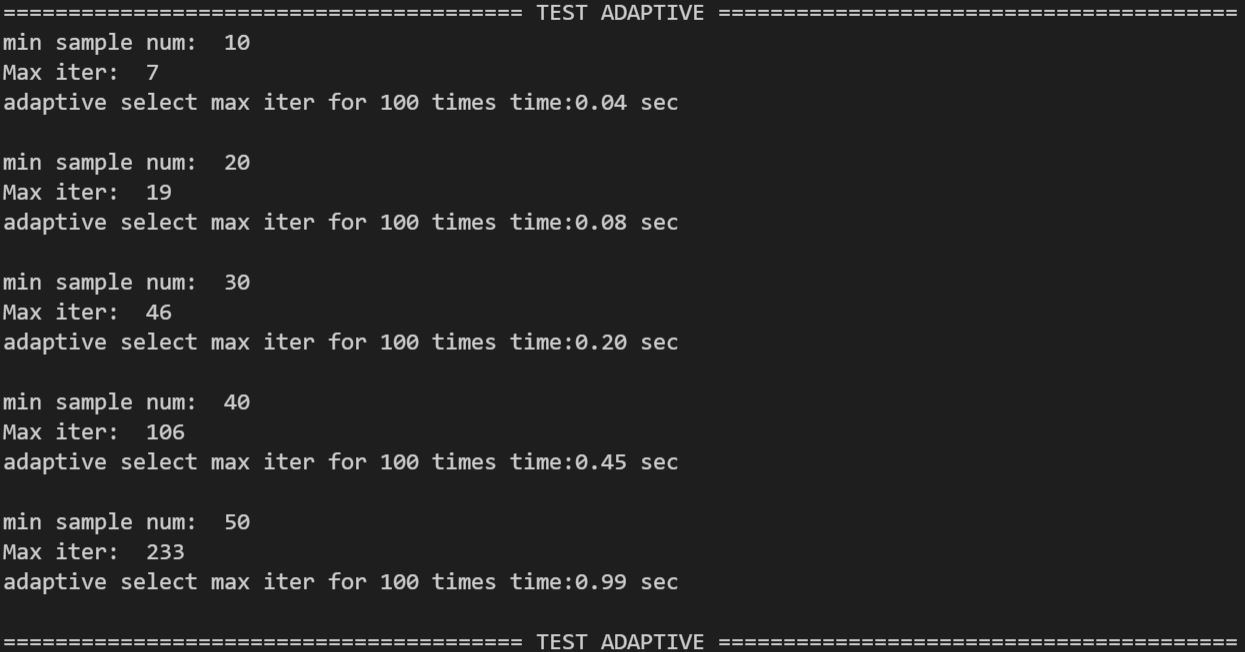 ======================================== TEST ADAPTIVE ========================================
min sample num:  10
Max iter:  7
adaptive select max iter for 100 times time:0.04 sec

min sample num:  20
Max iter:  19
adaptive select max iter for 100 times time:0.08 sec

min sample num:  30
Max iter:  46
adaptive select max iter for 100 times time:0.20 sec

min sample num:  40
Max iter:  106
adaptive select max iter for 100 times time:0.45 sec

min sample num:  50
Max iter:  233
adaptive select max iter for 100 times time:0.99 sec

======================================== TEST ADAPTIVE ========================================